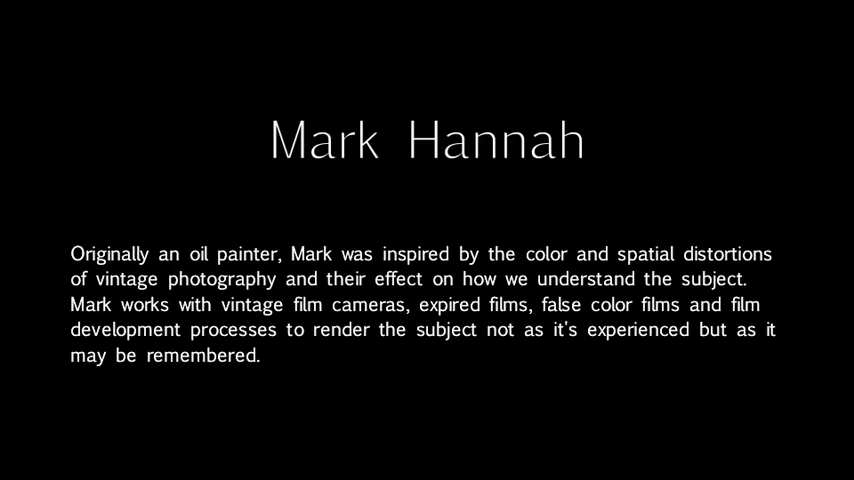 Mark Hannah
Originally an oil painter, Mark was inspired by the color and spatial distortions
of vintage photography and their effect on how we understand the subject.
Mark works with vintage film cameras, expired films, false color films and film
development processes to render the subject not as it's experienced but as it
may be remembered.